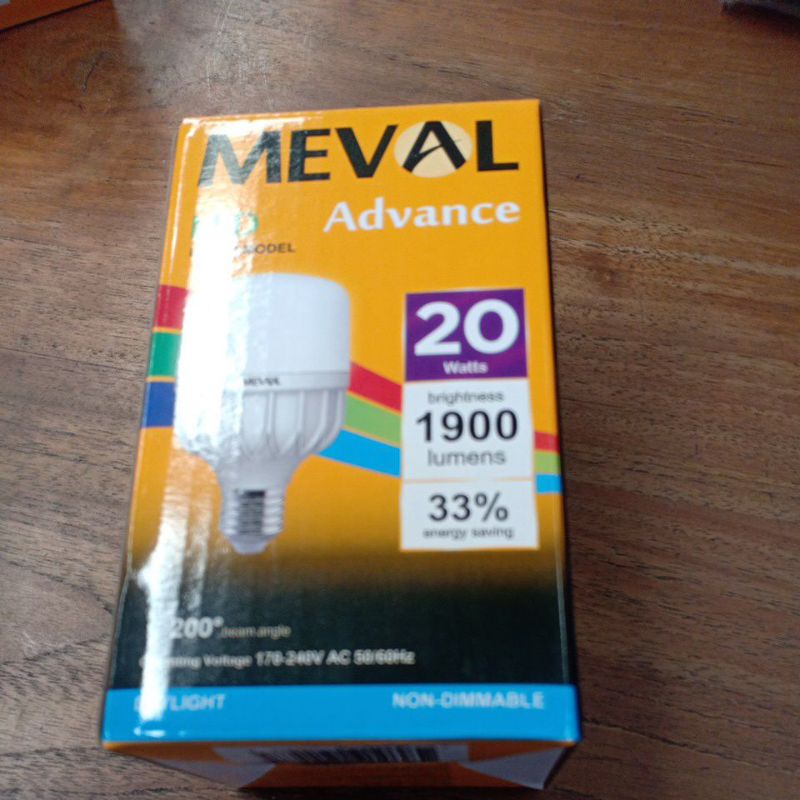 MEVAL
Advance
MODEL
MEVAL
20
Watts
brightness
1900
lumens
33%
energy saving
200° beam angle
Voltage 170-240V AC 50/60Hz
NON-DIMMABLE